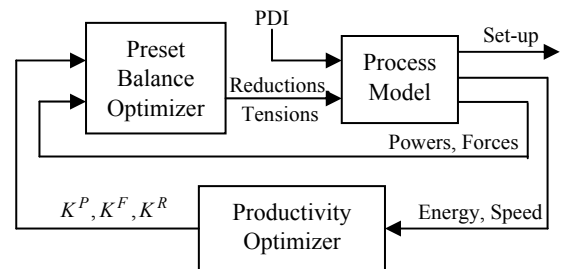 PDI
Preset
Balance
Optimizer
Reductions
Tensions
Process
Model
Set-up
Powers, Forces
K^P, K^F, K^R
Productivity
Optimizer
Energy, Speed